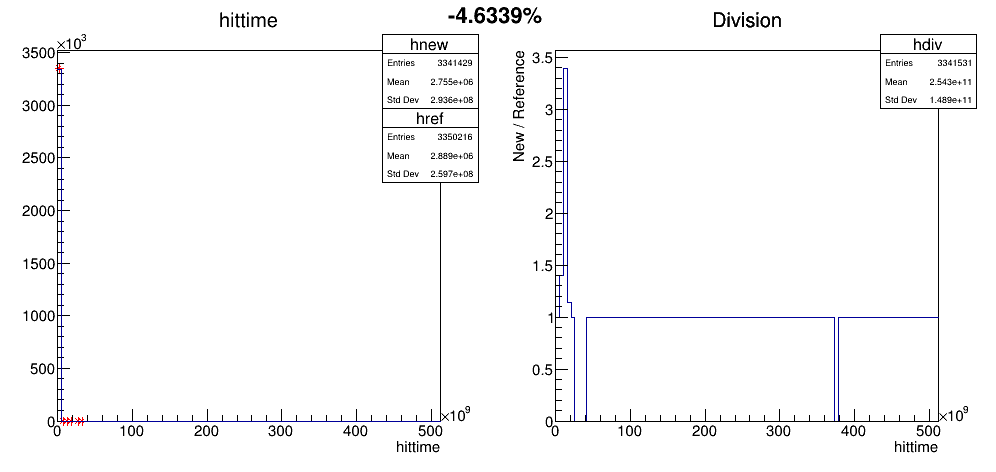 -4.6339%
hittime
×10³
3500
3000
2500
2000
1500
1000
500
0
0 100 200 300 400 500
×10⁹
hittime
hnew
Entries 3341429
Mean 2.755e+06
Std Dev 2.936e+08
href
Entries 3350216
Mean 2.889e+06
Std Dev 2.597e+08
Division
New / Reference
3.5
3
2.5
2
1.5
1
0.5
0
0 100 200 300 400 500
×10⁹
hittime
hdiv
Entries 3341531
Mean 2.543e+11
Std Dev 1.489e+11